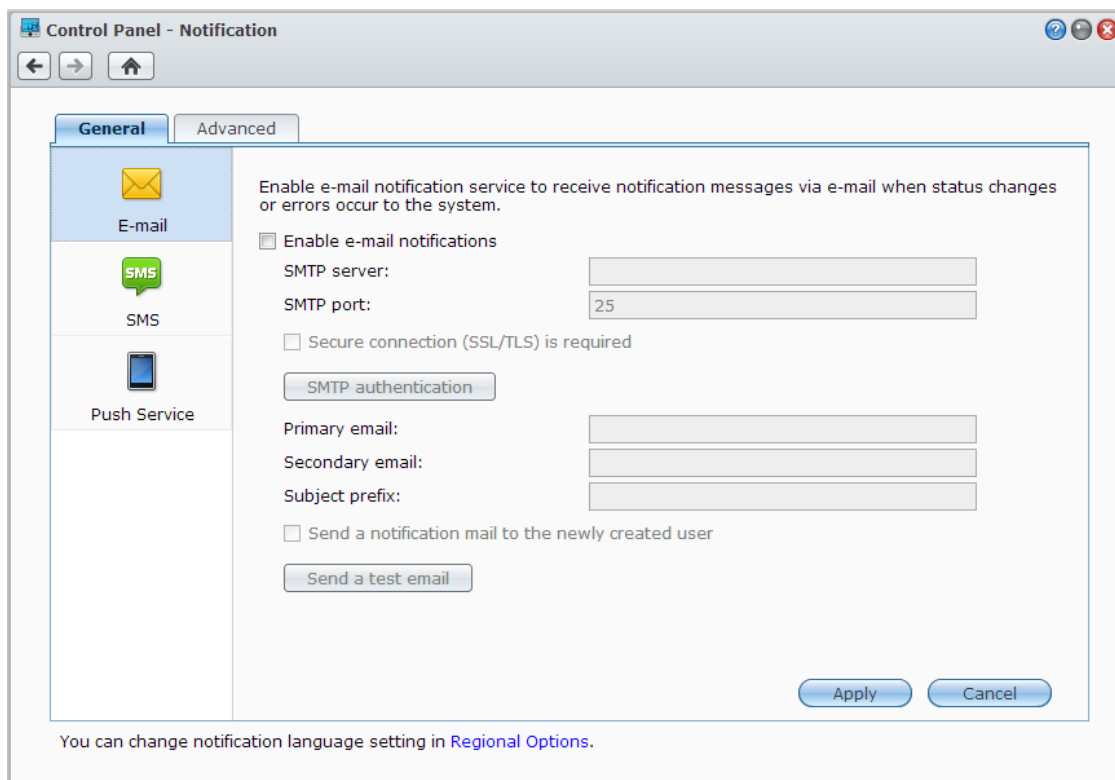 Control Panel - Notification
General
Advanced
E-mail
SMS
SMS
Push Service
Enable e-mail notification service to receive notification messages via e-mail when status changes
or errors occur to the system.
Enable e-mail notifications
SMTP server:
SMTP port: 25
Secure connection (SSL/TLS) is required
SMTP authentication
Primary email:
Secondary email:
Subject prefix:
Send a notification mail to the newly created user
Send a test email
Apply
Cancel
You can change notification language setting in Regional Options.